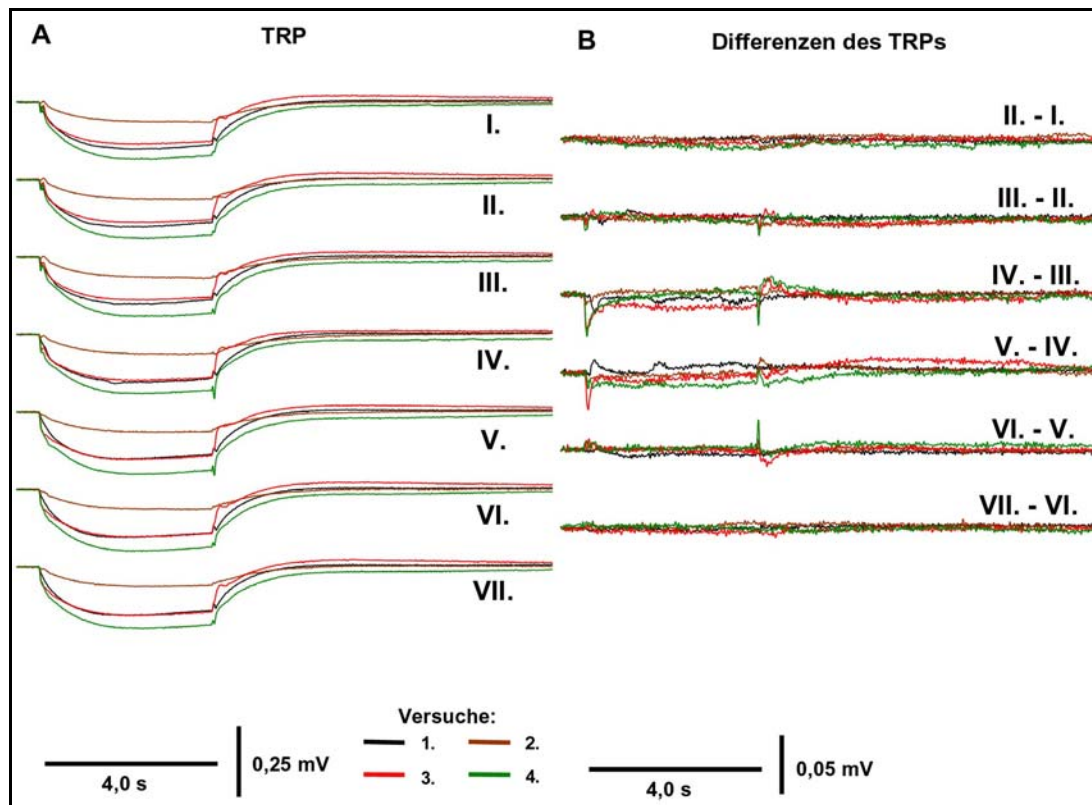 A
TRP
I.
II.
III.
IV.
V.
VI.
VII.
B
Differenzen des TRPs
II. - I.
III. - II.
IV. - III.
V. - IV.
VI. - V.
VII. - VI.
4,0 s
0,25 mV
Versuche:
1. 2.
3. 4.
4,0 s
0,05 mV